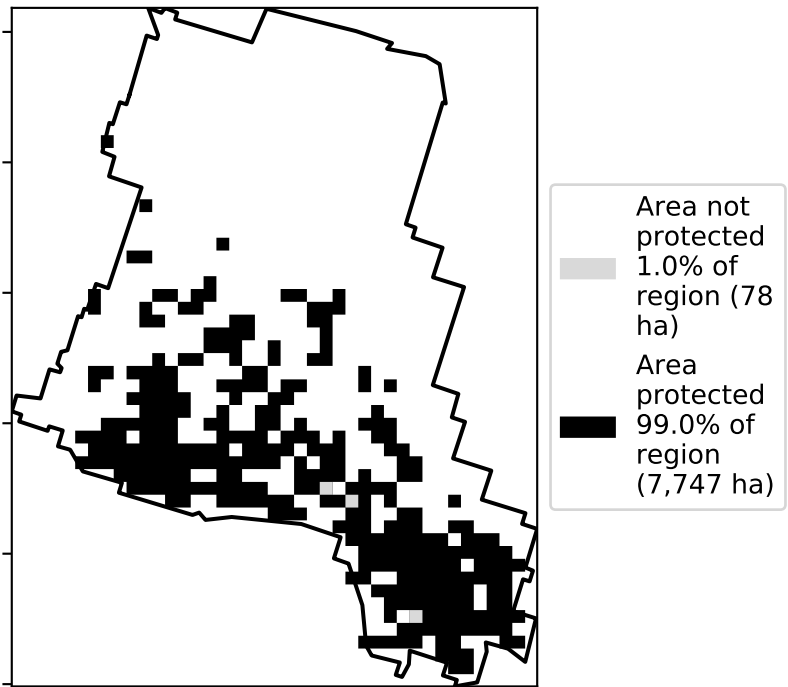 Area not
protected
1.0% of
region (78
ha)
Area
protected
99.0% of
region
(7,747 ha)